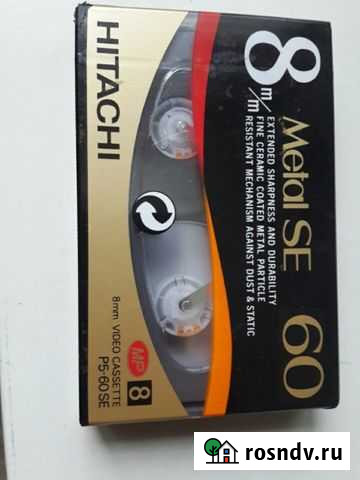 HITACHI
8 m/m
Metal SE 60
EXTENDED SHARPNESS AND DURABILITY
FINE CERAMIC COATED METAL PARTICLE
RESISTANT MECHANISM AGAINST DUST & STATIC
MP 8
8mm VIDEO CASSETTE
P5-60SE
rosndv.ru